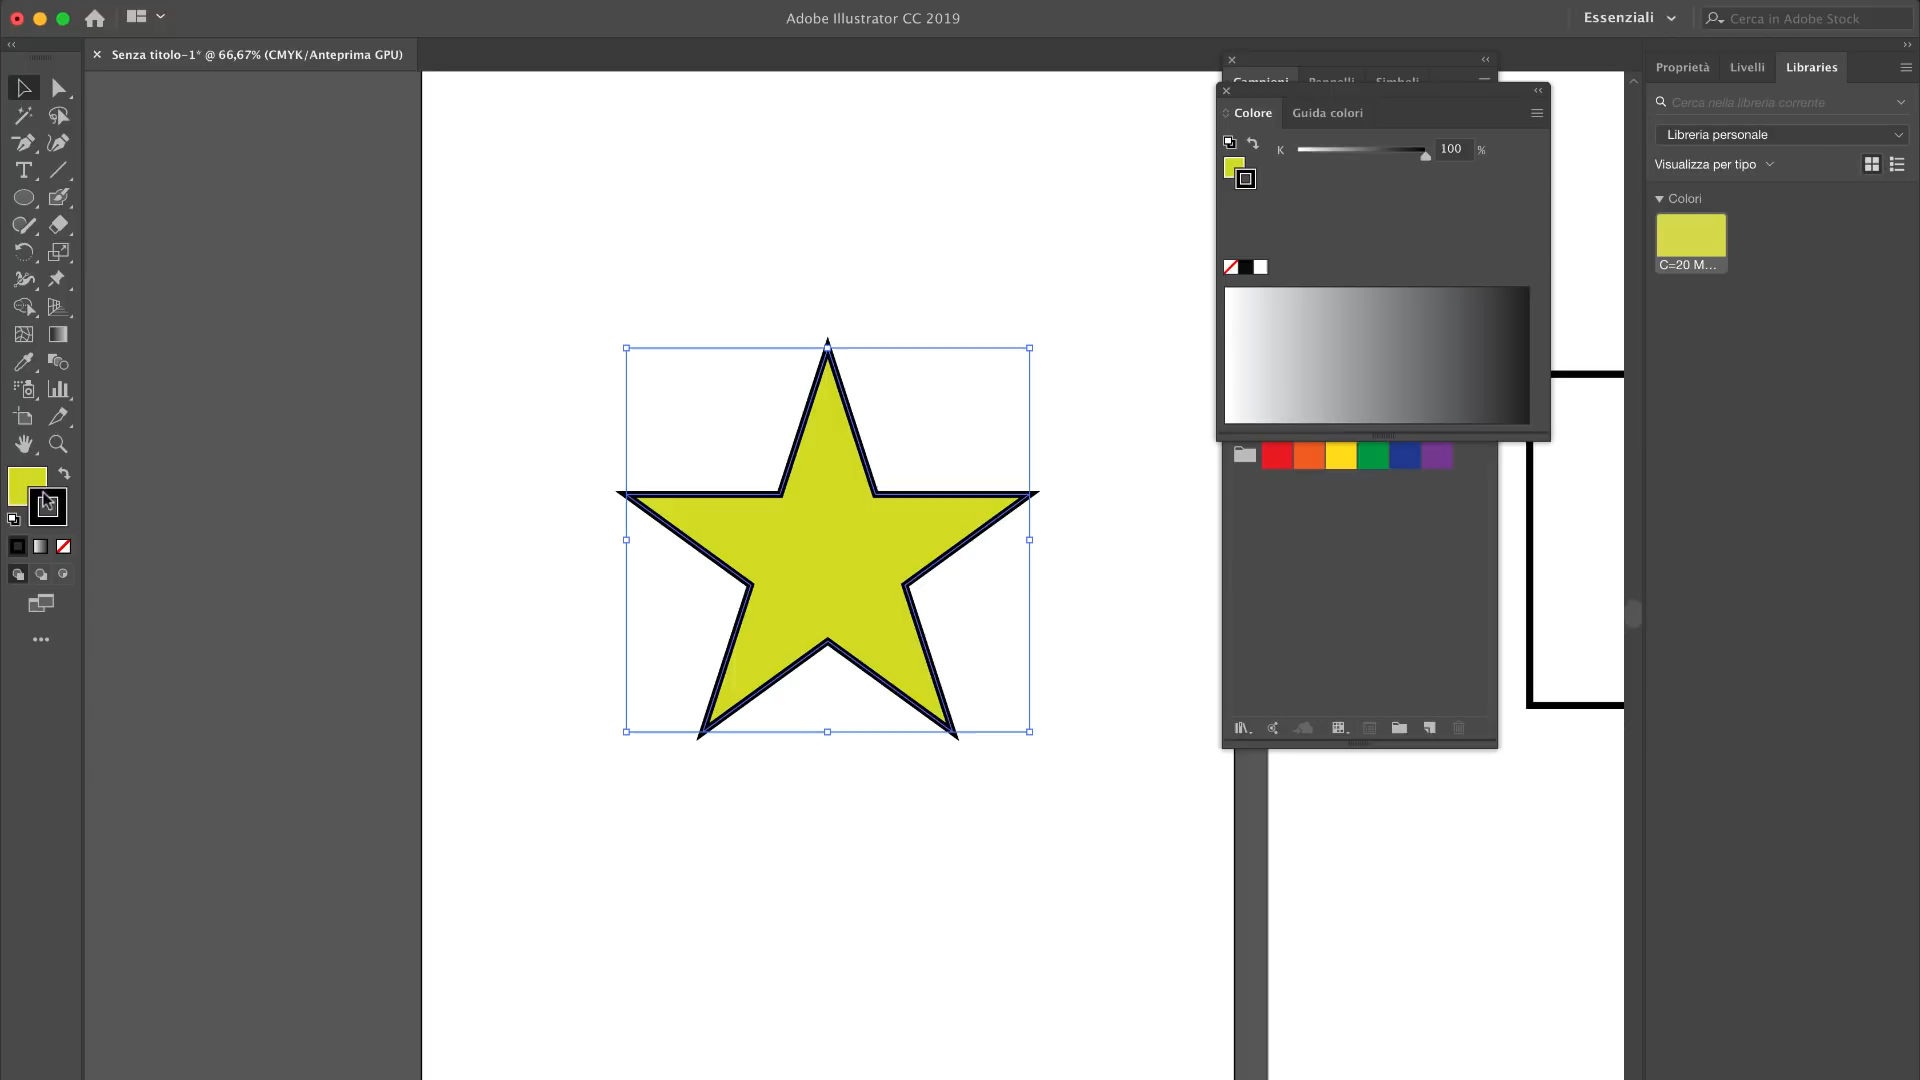 Adobe Illustrator CC 2019
Essenziali
Cerca in Adobe Stock
Senza titolo-1* @ 66,67% (CMYK/Anteprima GPU)
Campioni Pennelli Simboli
Colore Guida colori
K 100 %
Proprietà Livelli Libraries
Cerca nella libreria corrente
Libreria personale
Visualizza per tipo
Colori
C=20 M...